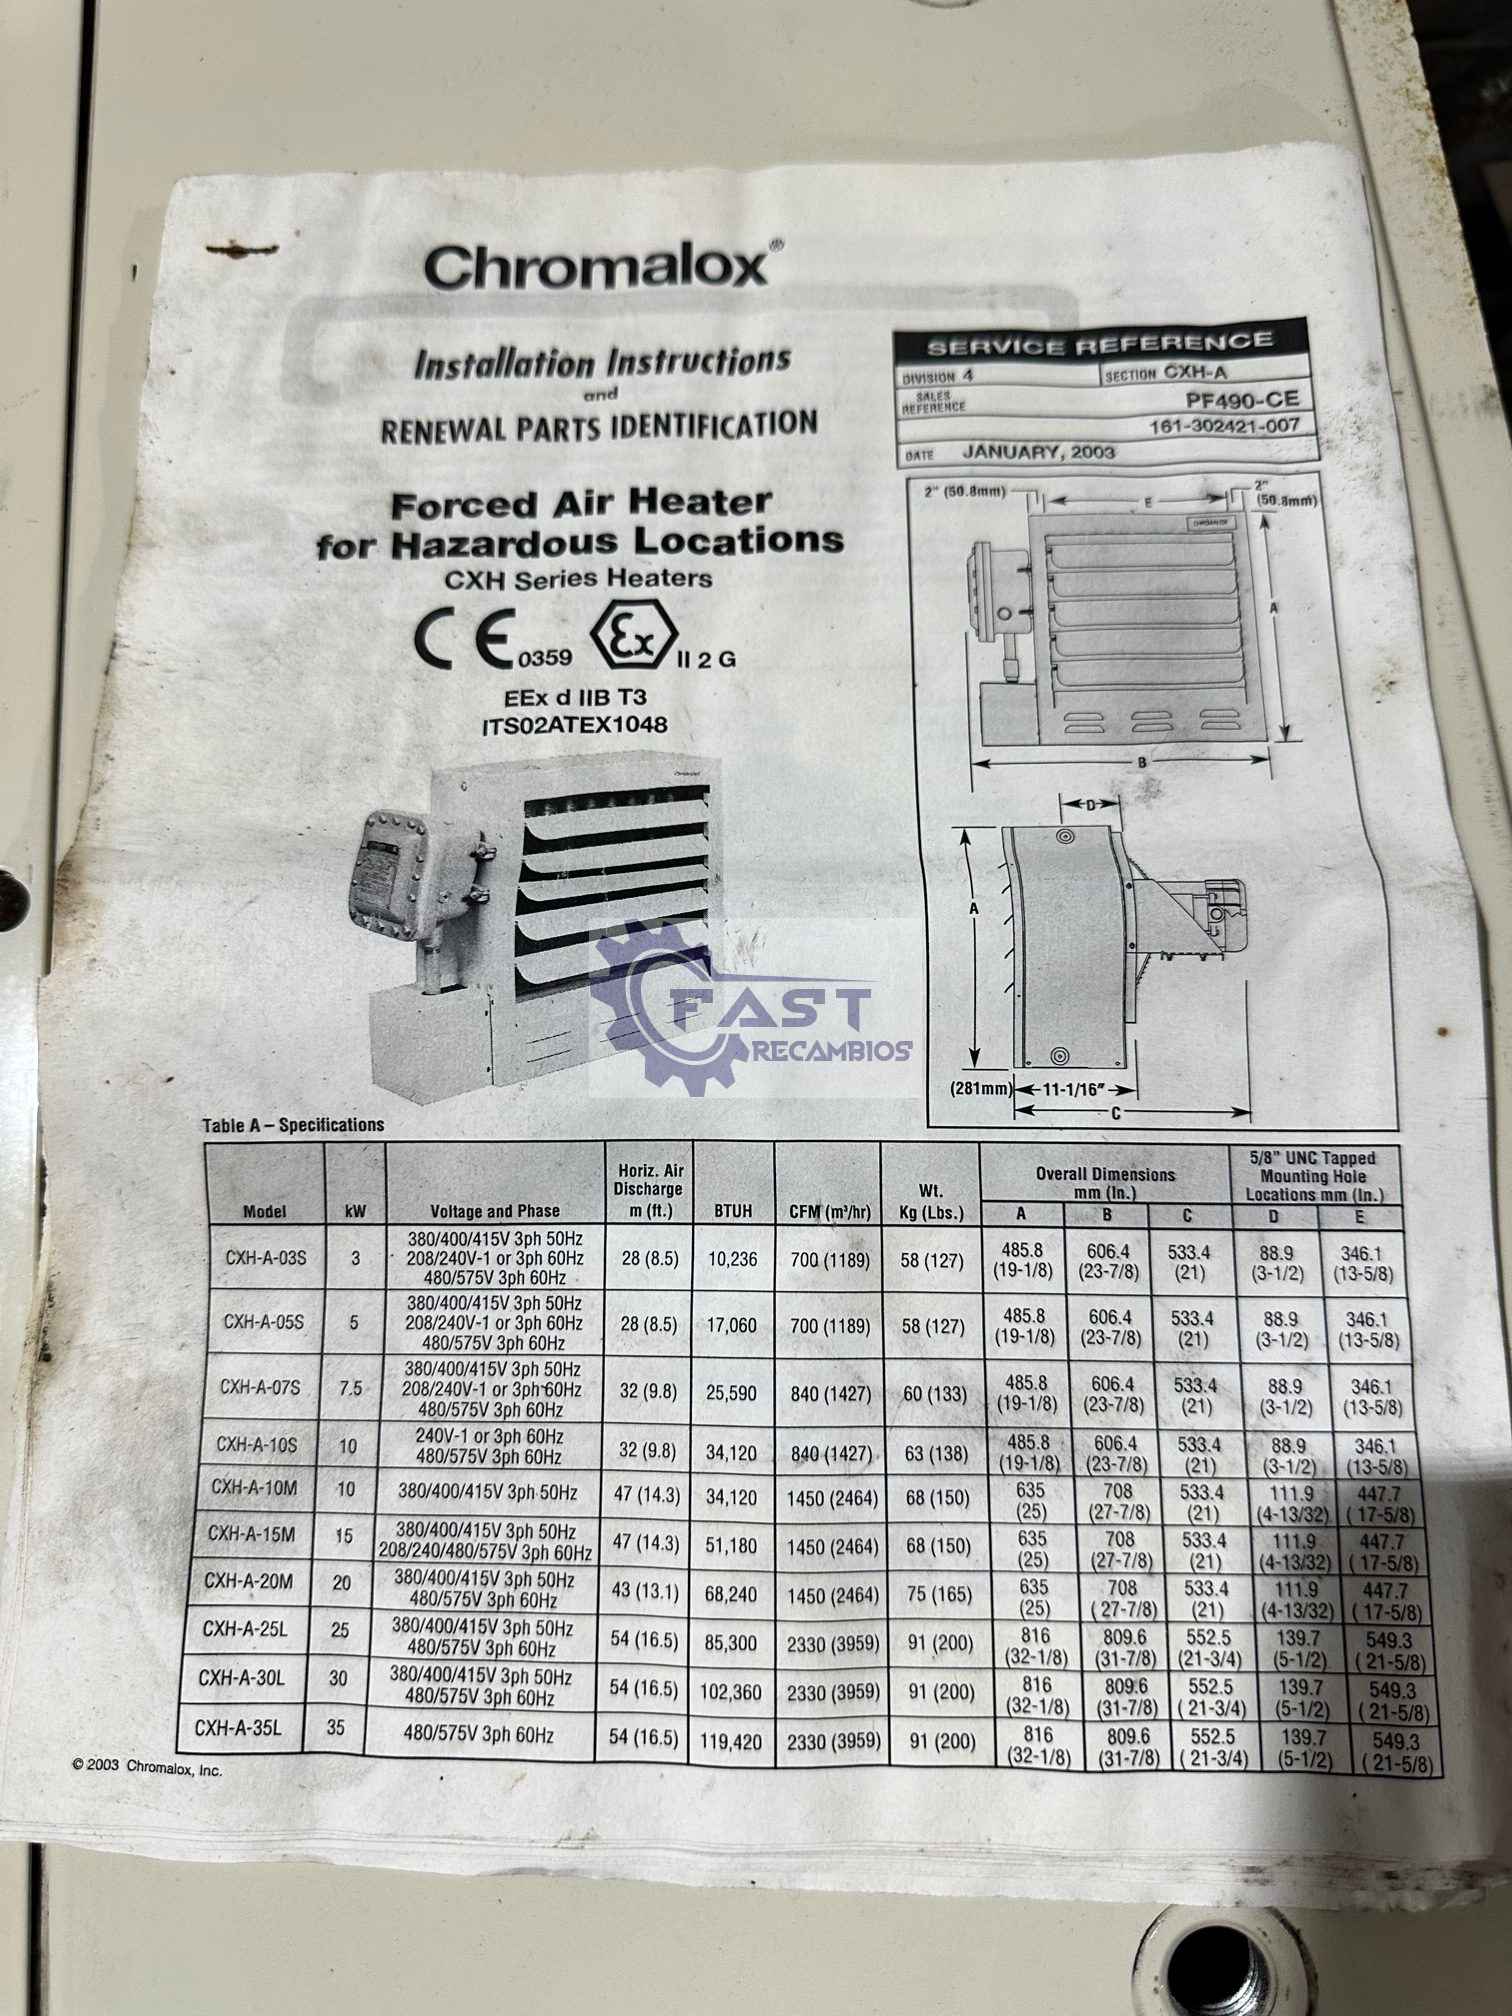 Chromalox®
Installation Instructions
and
RENEWAL PARTS IDENTIFICATION
Forced Air Heater
for Hazardous Locations
CXH Series Heaters
CE 0359 Ex II 2 G
EEx d IIB T3
ITS02ATEX1048
SERVICE REFERENCE
DIVISION 4 SECTION CXH-A
SALES REFERENCE PF490-CE
161-302421-007
DATE JANUARY, 2003
2" (50.8mm) E 2" (50.8mm)
CHROMALOX
A
B
D
A
(281mm) 11-1/16"
C
Chromalox
FAST
RECAMBIOS
Table A – Specifications
Model kW Voltage and Phase Horiz. Air Discharge m (ft.) BTUH CFM (m³/hr) Wt. Kg (Lbs.) Overall Dimensions mm (In.) 5/8" UNC Tapped Mounting Hole Locations mm (In.)
A B C D E
CXH-A-03S 3 380/400/415V 3ph 50Hz 208/240V-1 or 3ph 60Hz 480/575V 3ph 60Hz 28 (8.5) 10,236 700 (1189) 58 (127) 485.8 (19-1/8) 606.4 (23-7/8) 533.4 (21) 88.9 (3-1/2) 346.1 (13-5/8)
CXH-A-05S 5 380/400/415V 3ph 50Hz 208/240V-1 or 3ph 60Hz 480/575V 3ph 60Hz 28 (8.5) 17,060 700 (1189) 58 (127) 485.8 (19-1/8) 606.4 (23-7/8) 533.4 (21) 88.9 (3-1/2) 346.1 (13-5/8)
CXH-A-07S 7.5 380/400/415V 3ph 50Hz 208/240V-1 or 3ph 60Hz 480/575V 3ph 60Hz 32 (9.8) 25,590 840 (1427) 60 (133) 485.8 (19-1/8) 606.4 (23-7/8) 533.4 (21) 88.9 (3-1/2) 346.1 (13-5/8)
CXH-A-10S 10 240V-1 or 3ph 60Hz 480/575V 3ph 60Hz 32 (9.8) 34,120 840 (1427) 63 (138) 485.8 (19-1/8) 606.4 (23-7/8) 533.4 (21) 88.9 (3-1/2) 346.1 (13-5/8)
CXH-A-10M 10 380/400/415V 3ph 50Hz 47 (14.3) 34,120 1450 (2464) 68 (150) 635 (25) 708 (27-7/8) 533.4 (21) 111.9 (4-13/32) 447.7 ( 17-5/8)
CXH-A-15M 15 380/400/415V 3ph 50Hz 208/240/480/575V 3ph 60Hz 47 (14.3) 51,180 1450 (2464) 68 (150) 635 (25) 708 (27-7/8) 533.4 (21) 111.9 (4-13/32) 447.7 ( 17-5/8)
CXH-A-20M 20 380/400/415V 3ph 50Hz 480/575V 3ph 60Hz 43 (13.1) 68,240 1450 (2464) 75 (165) 635 (25) 708 ( 27-7/8) 533.4 (21) 111.9 (4-13/32) 447.7 ( 17-5/8)
CXH-A-25L 25 380/400/415V 3ph 50Hz 480/575V 3ph 60Hz 54 (16.5) 85,300 2330 (3959) 91 (200) 816 (32-1/8) 809.6 (31-7/8) 552.5 (21-3/4) 139.7 (5-1/2) 549.3 ( 21-5/8)
CXH-A-30L 30 380/400/415V 3ph 50Hz 480/575V 3ph 60Hz 54 (16.5) 102,360 2330 (3959) 91 (200) 816 (32-1/8) 809.6 (31-7/8) 552.5 ( 21-3/4) 139.7 (5-1/2) 549.3 ( 21-5/8)
CXH-A-35L 35 480/575V 3ph 60Hz 54 (16.5) 119,420 2330 (3959) 91 (200) 816 (32-1/8) 809.6 (31-7/8) 552.5 ( 21-3/4) 139.7 (5-1/2) 549.3 ( 21-5/8)
© 2003 Chromalox, Inc.